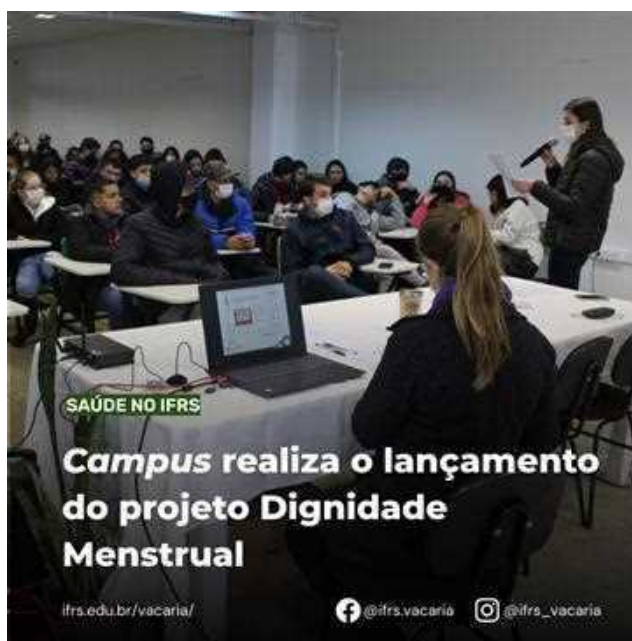 SAÚDE NO IFRS
Campus realiza o lançamento
do projeto Dignidade
Menstrual
ifrs.edu.br/vacaria/
@ifrs.vacaria
@ifrs_vacaria